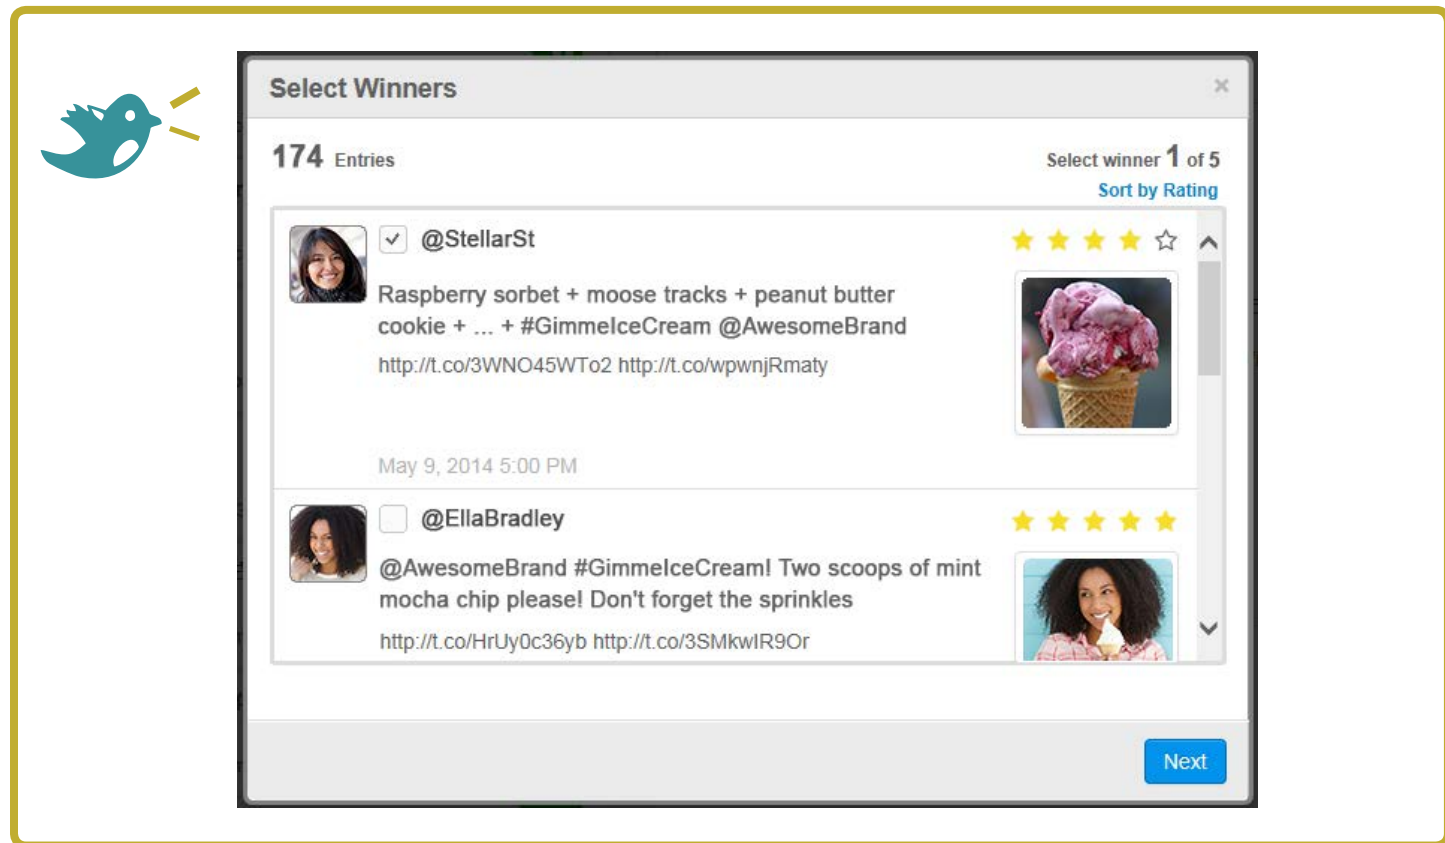 Select Winners
174 Entries
Select winner 1 of 5
Sort by Rating
@StellarSt
Raspberry sorbet + moose tracks + peanut butter
cookie + ... + #GimmeIceCream @AwesomeBrand
http://t.co/3WNO45WTo2 http://t.co/wpwnjRmaty
May 9, 2014 5:00 PM
@EllaBradley
@AwesomeBrand #GimmeIceCream! Two scoops of mint
mocha chip please! Don't forget the sprinkles
http://t.co/HrUy0c36yb http://t.co/3SMkwIR9Or
Next